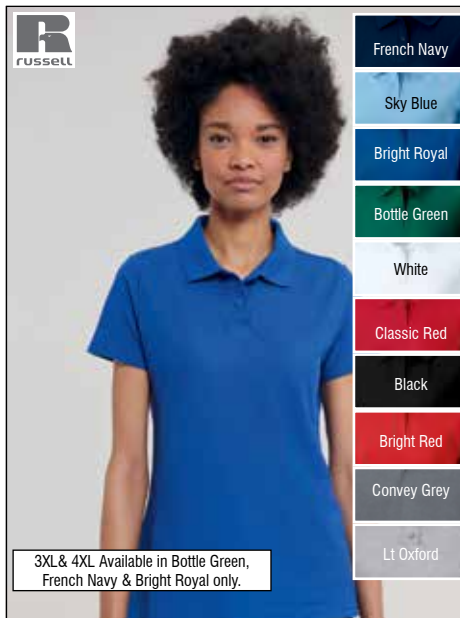 russell
French Navy
Sky Blue
Bright Royal
Bottle Green
White
Classic Red
Black
Bright Red
Convey Grey
Lt Oxford
3XL& 4XL Available in Bottle Green,
French Navy & Bright Royal only.